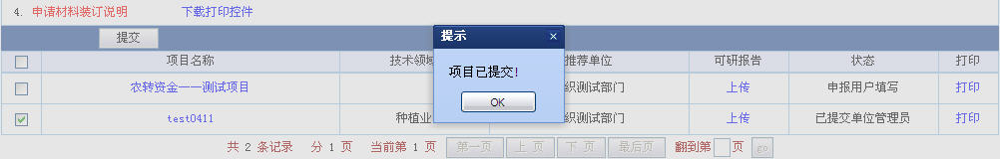 4. 申请材料装订说明 下载打印控件
提交
提示
项目已提交!
OK
项目名称 技术领域 推荐单位 可研报告 状态 打印
农转资金——测试项目 织测试部门 上传 申报用户填写 打印
test0411 种植业 织测试部门 上传 已提交单位管理员 打印
共 2 条记录 分 1 页 当前第 1 页 第一页 上 页 下 页 最后页 翻到第 页 go